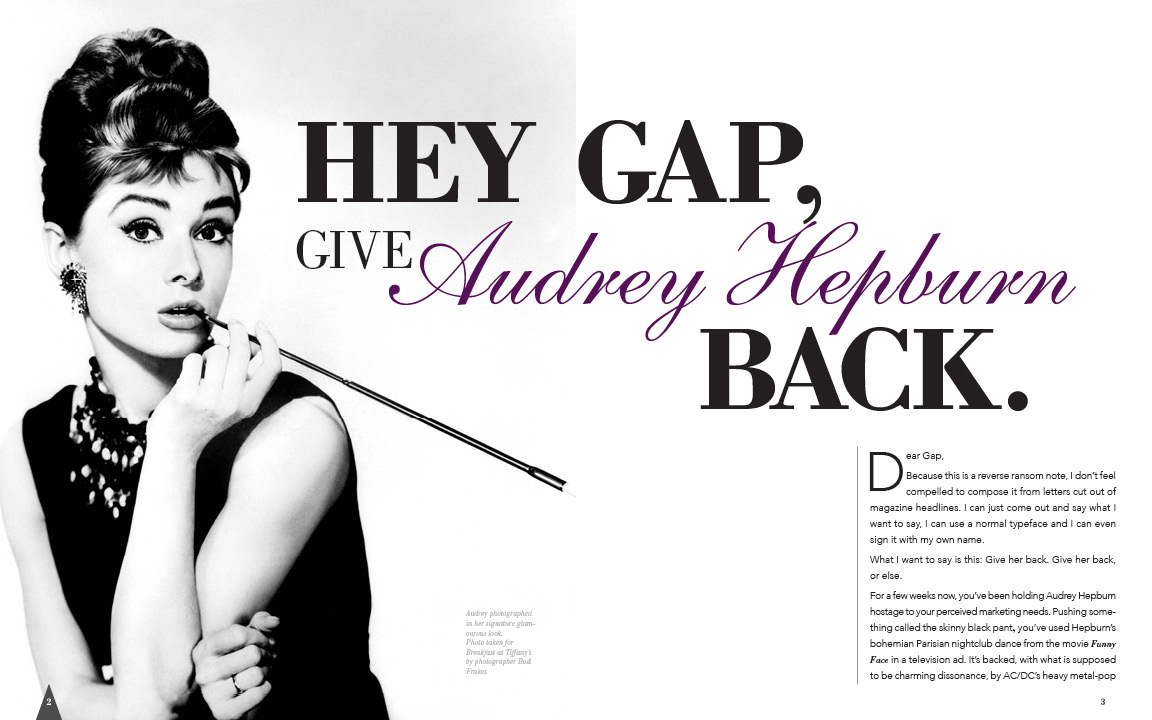 HEY GAP,
GIVE Audrey Hepburn
BACK.
Dear Gap,
Because this is a reverse ransom note, I don't feel
compelled to compose it from letters cut out of
magazine headlines. I can just come out and say what I
want to say, I can use a normal typeface and I can even
sign it with my own name.
What I want to say is this: Give her back. Give her back,
or else.
For a few weeks now, you've been holding Audrey Hepburn
hostage to your perceived marketing needs. Pushing some-
thing called the skinny black pant, you've used Hepburn's
bohemian Parisian nightclub dance from the movie Funny
Face in a television ad. It's backed, with what is supposed
to be charming dissonance, by AC/DC's heavy metal-pop
Audrey photographed
in her signature glam-
ourous look.
Photo taken for
Breakfast at Tiffany's
by photographer Bud
Fraker.
2
3